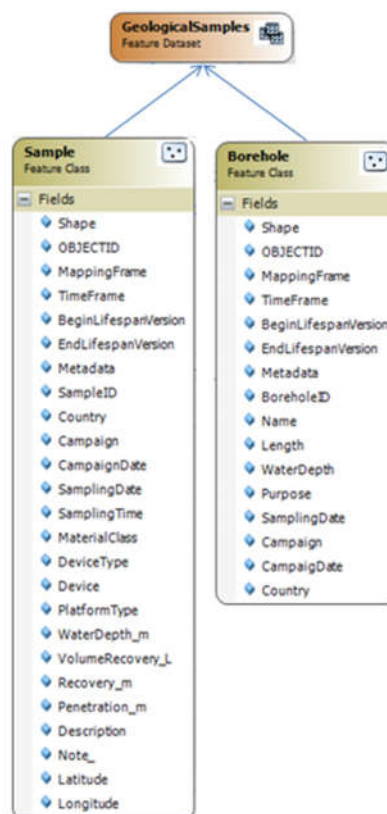 GeologicalSamples
Feature Dataset
Sample
Feature Class
Fields
Shape
OBJECTID
MappingFrame
TimeFrame
BeginLifespanVersion
EndLifespanVersion
Metadata
SampleID
Country
Campaign
CampaignDate
SamplingDate
SamplingTime
MaterialClass
DeviceType
Device
PlatformType
WaterDepth_m
VolumeRecovery_L
Recovery_m
Penetration_m
Description
Note_
Latitude
Longitude
Borehole
Feature Class
Fields
Shape
OBJECTID
MappingFrame
TimeFrame
BeginLifespanVersion
EndLifespanVersion
Metadata
BoreholeID
Name
Length
WaterDepth
Purpose
SamplingDate
Campaign
CampaigDate
Country